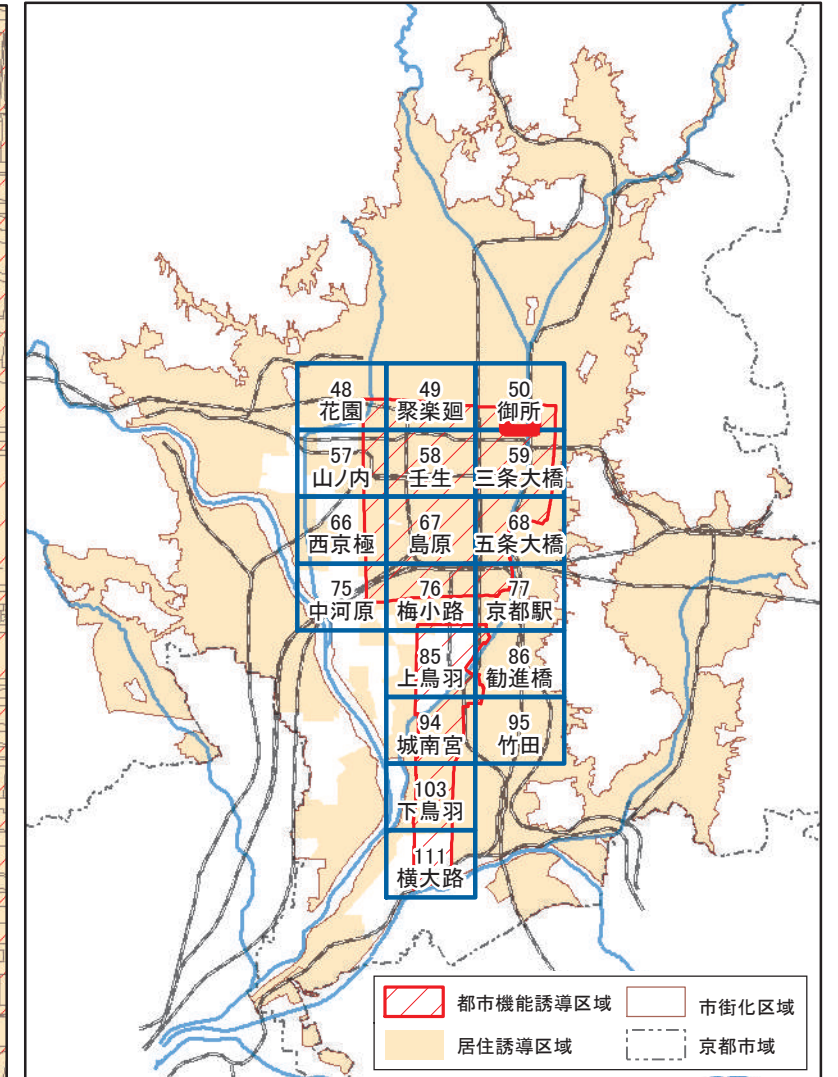 48
花園
49
聚楽廻
50
御所
57
山ノ内
58
壬生
59
三条大橋
66
西京極
67
島原
68
五条大橋
75
中河原
76
梅小路
77
京都駅
85
上鳥羽
86
勧進橋
94
城南宮
95
竹田
103
下鳥羽
111
横大路
都市機能誘導区域
市街化区域
居住誘導区域
京都市域